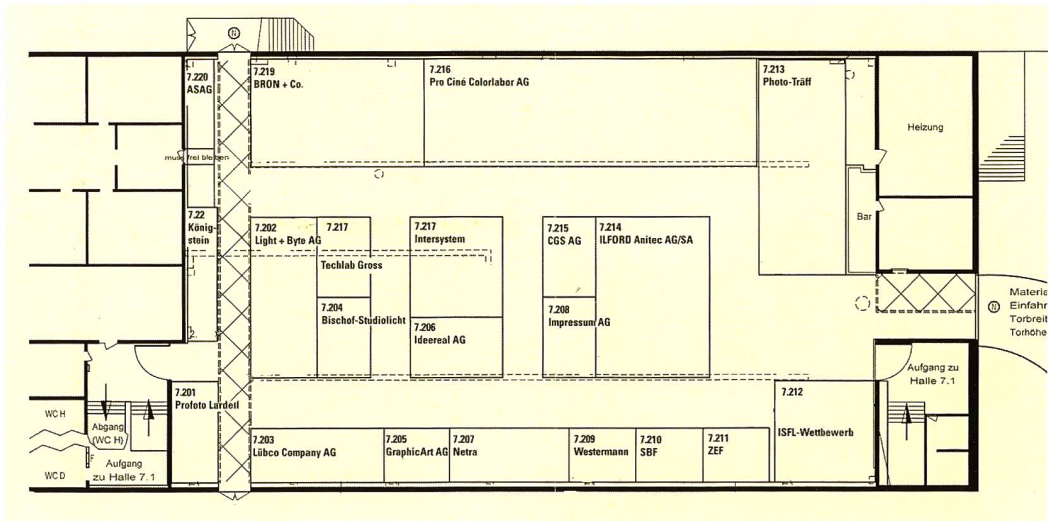 N
7.220
ASAG
7.219
BRON + Co.
7.216
Pro Ciné Colorlabor AG
7.213
Photo-Träff
Heizung
muss frei bleiben
7.22
König-
stein
7.202
Light + Byte AG
7.217
Techlab Gross
7.217
Intersystem
7.215
CGS AG
7.214
ILFORD Anitec AG/SA
Bar
7.204
Bischof-Studiolicht
7.206
Ideereal AG
7.208
Impressum AG
N
Materia
Einfahr
Torbreit
Torhöhe
7.201
Profoto Lardeil
7.212
ISFL-Wettbewerb
Aufgang zu
Halle 7.1
WC H
Abgang
(WC H)
7.203
Lübco Company AG
7.205
GraphicArt AG
7.207
Netra
7.209
Westermann
7.210
SBF
7.211
ZEF
WC D
F
Aufgang
zu Halle 7.1